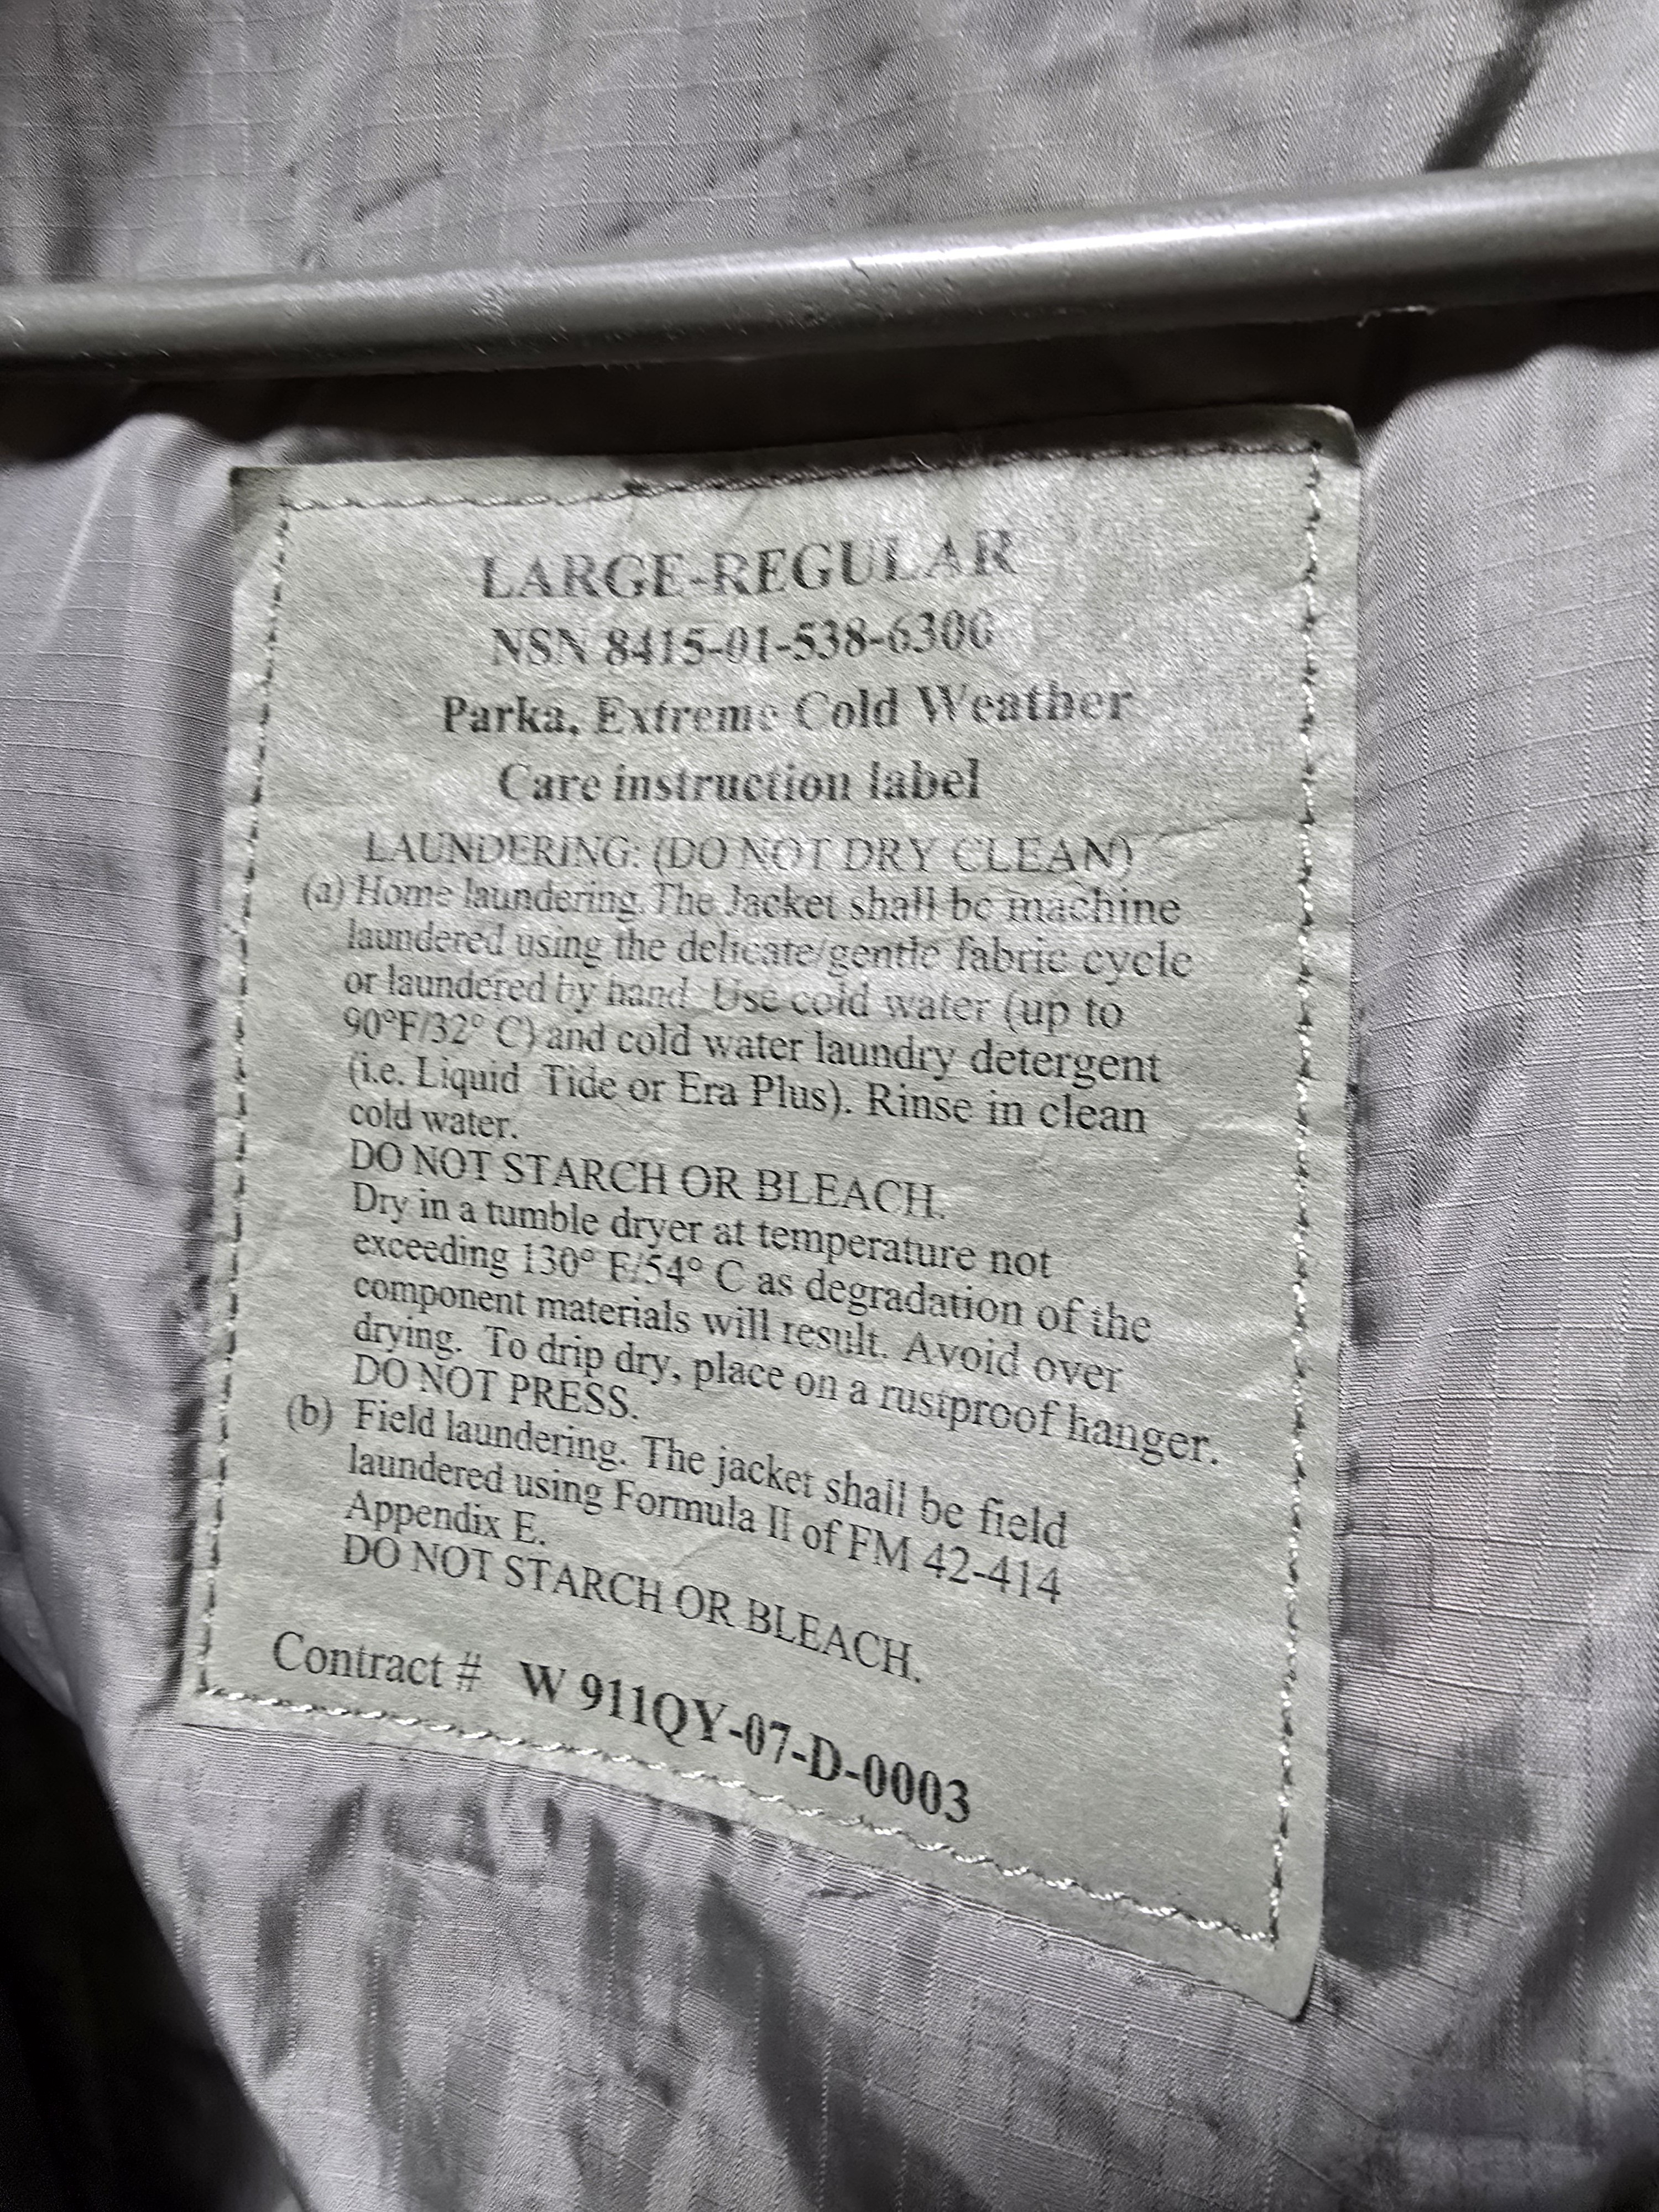 LARGE-REGULAR
NSN 8415-01-538-6300
Parka, Extreme Cold Weather
Care instruction label
LAUNDERING: (DO NOT DRY CLEAN)
(a) Home laundering. The Jacket shall be machine
laundered using the delicate/gentle fabric cycle
or laundered by hand. Use cold water (up to
90°F/32° C) and cold water laundry detergent
(i.e. Liquid Tide or Era Plus). Rinse in clean
cold water.
DO NOT STARCH OR BLEACH.
Dry in a tumble dryer at temperature not
exceeding 130° F/54° C as degradation of the
component materials will result. Avoid over
drying. To drip dry, place on a rustproof hanger.
DO NOT PRESS.
(b) Field laundering. The jacket shall be field
laundered using Formula II of FM 42-414
Appendix E.
DO NOT STARCH OR BLEACH.
Contract # W 911QY-07-D-0003